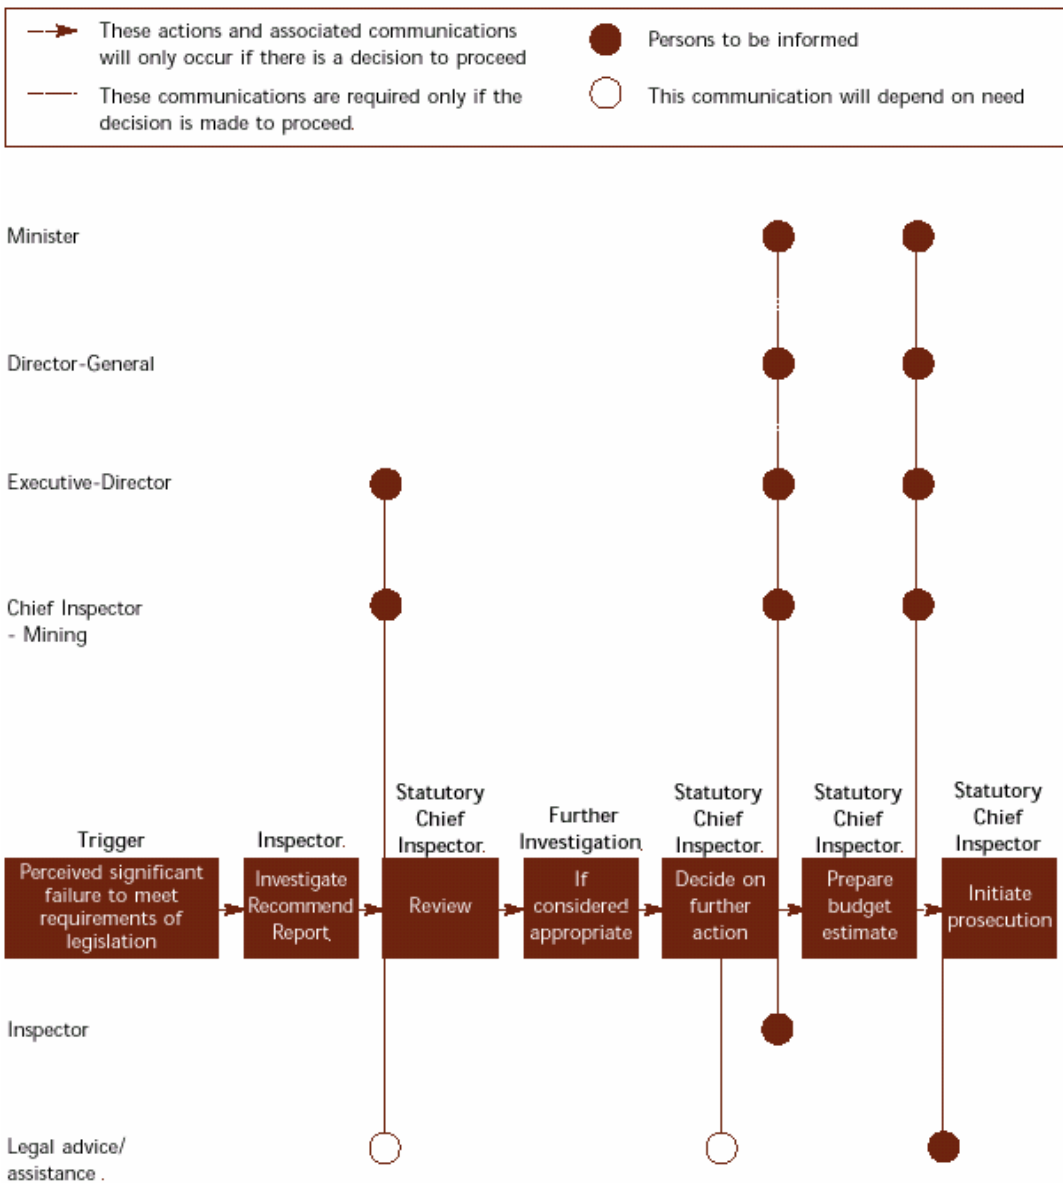 These actions and associated communications
will only occur if there is a decision to proceed
Persons to be informed
These communications are required only if the
decision is made to proceed.
This communication will depend on need
Minister
Director-General
Executive-Director
Chief Inspector
- Mining
Trigger
Inspector.
Statutory
Chief
Inspector.
Further
Investigation.
Statutory
Chief
Inspector.
Statutory
Chief
Inspector.
Statutory
Chief
Inspector
Perceived significant
failure to meet
requirements of
legislation
Investigate
Recommend
Report.
Review
If
considered
appropriate
Decide on
further
action
Prepare
budget
estimate
Initiate
prosecution
Inspector
Legal advice/
assistance .